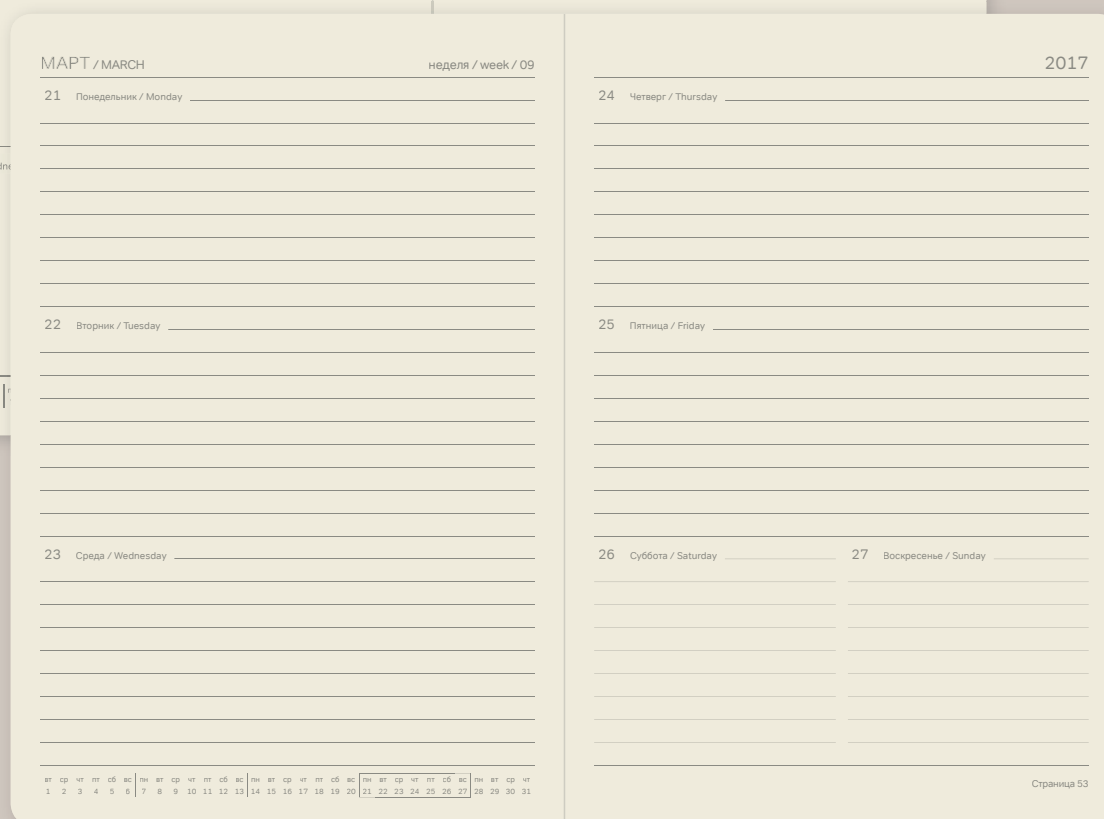 МАРТ / MARCH
неделя / week / 09
21 Понедельник / Monday
22 Вторник / Tuesday
23 Среда / Wednesday
вт ср чт пт сб вс пн вт ср чт пт сб вс пн вт ср чт пт сб вс пн вт ср чт пт сб вс пн вт ср чт
1 2 3 4 5 6 7 8 9 10 11 12 13 14 15 16 17 18 19 20 21 22 23 24 25 26 27 28 29 30 31
2017
24 Четверг / Thursday
25 Пятница / Friday
26 Суббота / Saturday
27 Воскресенье / Sunday
Страница 53